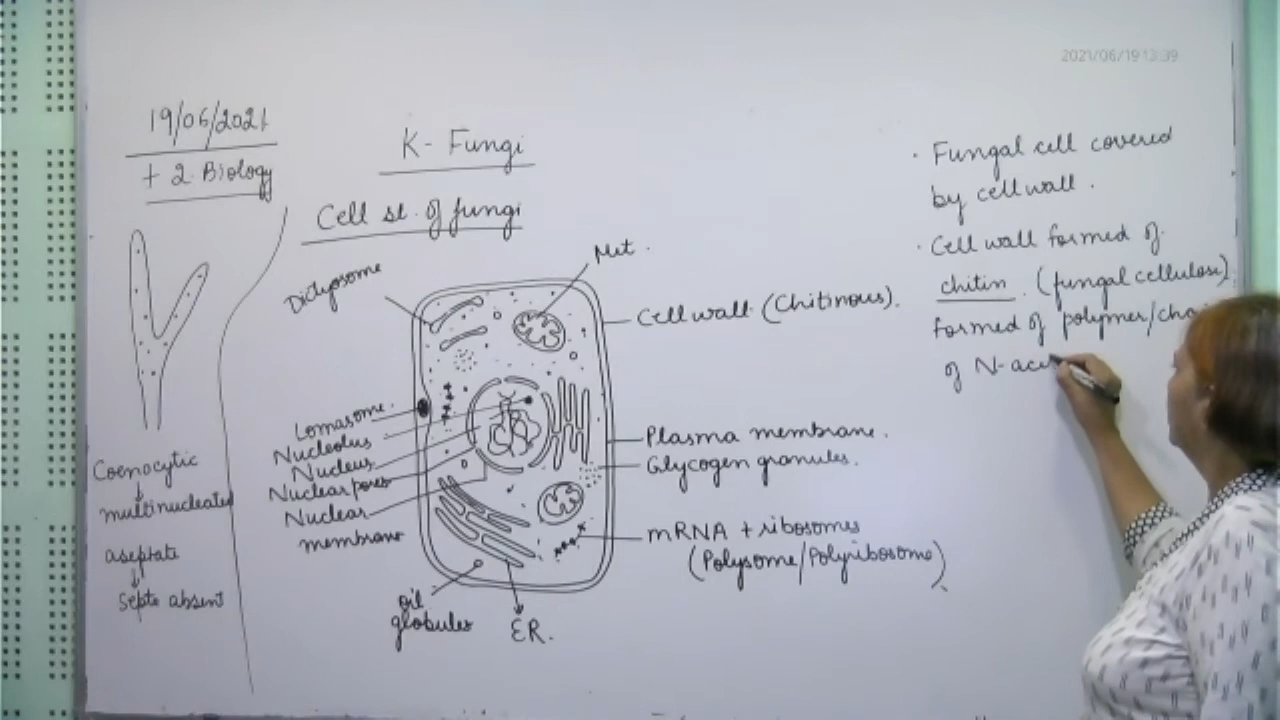 2021/06/19 13:39
19/06/2021
+ 2 Biology
K- Fungi
Cell st. of fungi
Dictyosome
Mit.
Cell wall (Chitinous).
Lomasome.
Nucleolus
Nucleus
Nuclear pores
Nuclear
membrane
Plasma membrane.
Glycogen granules.
mRNA + ribosomes
(Polysome/Polyribosome)
oil
globules
ER.
Coenocytic
↓
multinucleated
aseptate
↓
Septa absent
· Fungal cell covered
by cell wall.
· Cell wall formed of
chitin. (fungal cellulose)
formed of polymer/
of N-ace